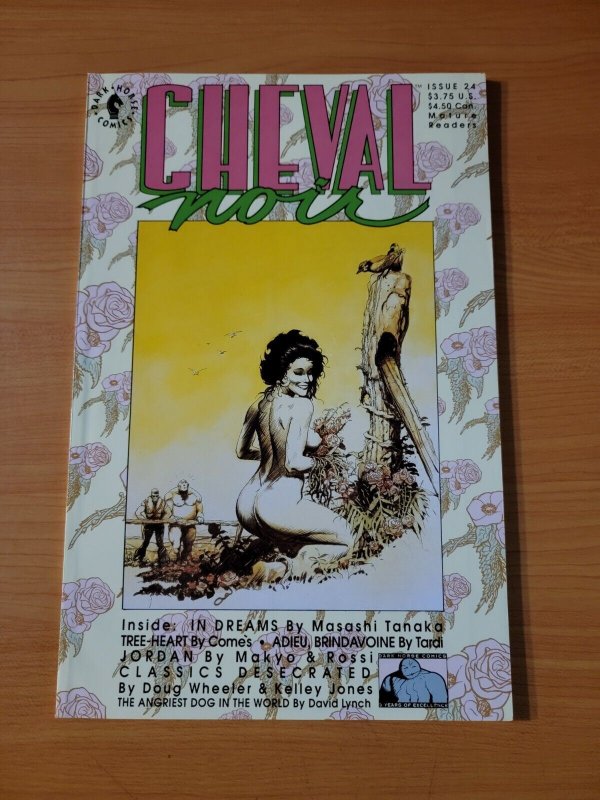 DARK HORSE COMICS
CHEVAL
noir
TM
ISSUE 24
$3.75 U.S.
$4.50 Can.
Mature
Readers
Inside: IN DREAMS By Masashi Tanaka
TREE-HEART By Comès • ADIEU, BRINDAVOINE By Tardi
JORDAN By Makyo & Rossi
CLASSICS DESECRATED
By Doug Wheeler & Kelley Jones
THE ANGRIEST DOG IN THE WORLD By David Lynch
DARK HORSE COMICS
5 YEARS OF EXCELLENCE